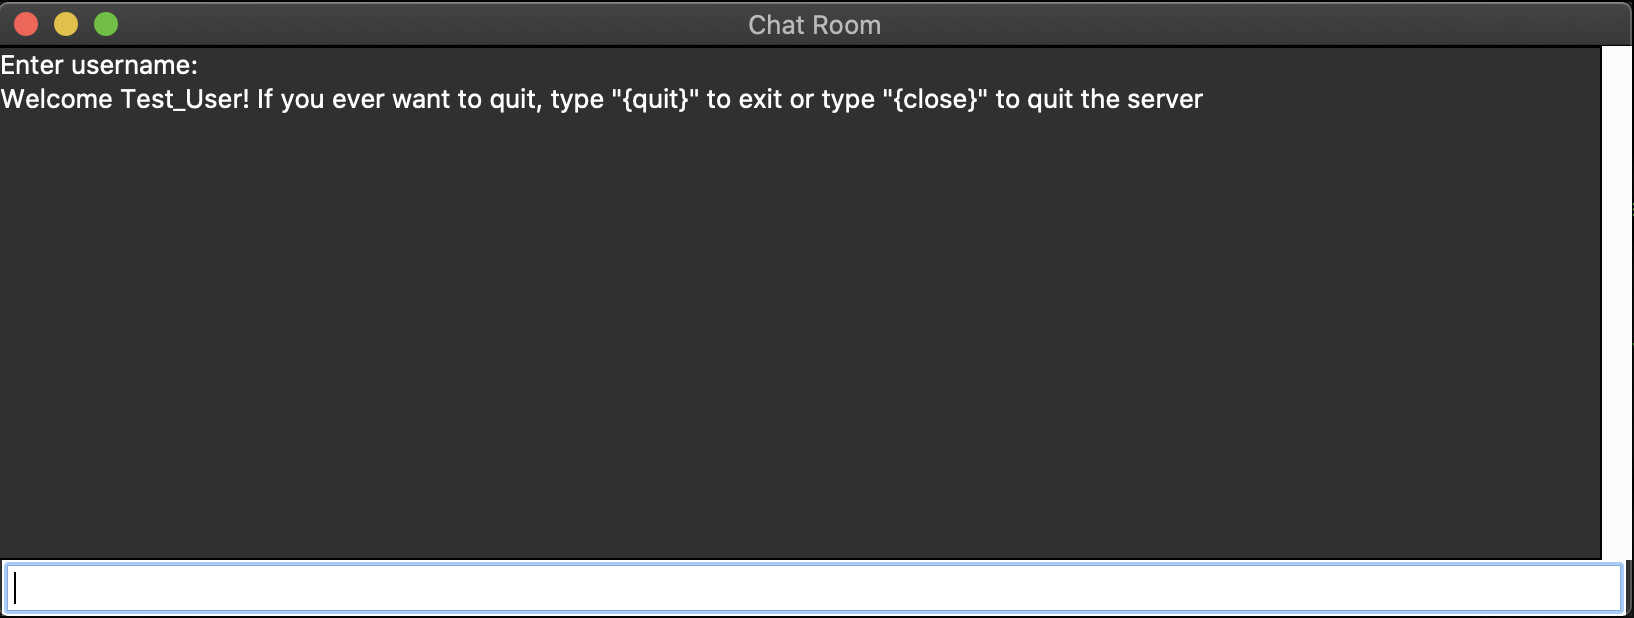 Chat Room
Enter username:
Welcome Test_User! If you ever want to quit, type "{quit}" to exit or type "{close}" to quit the server